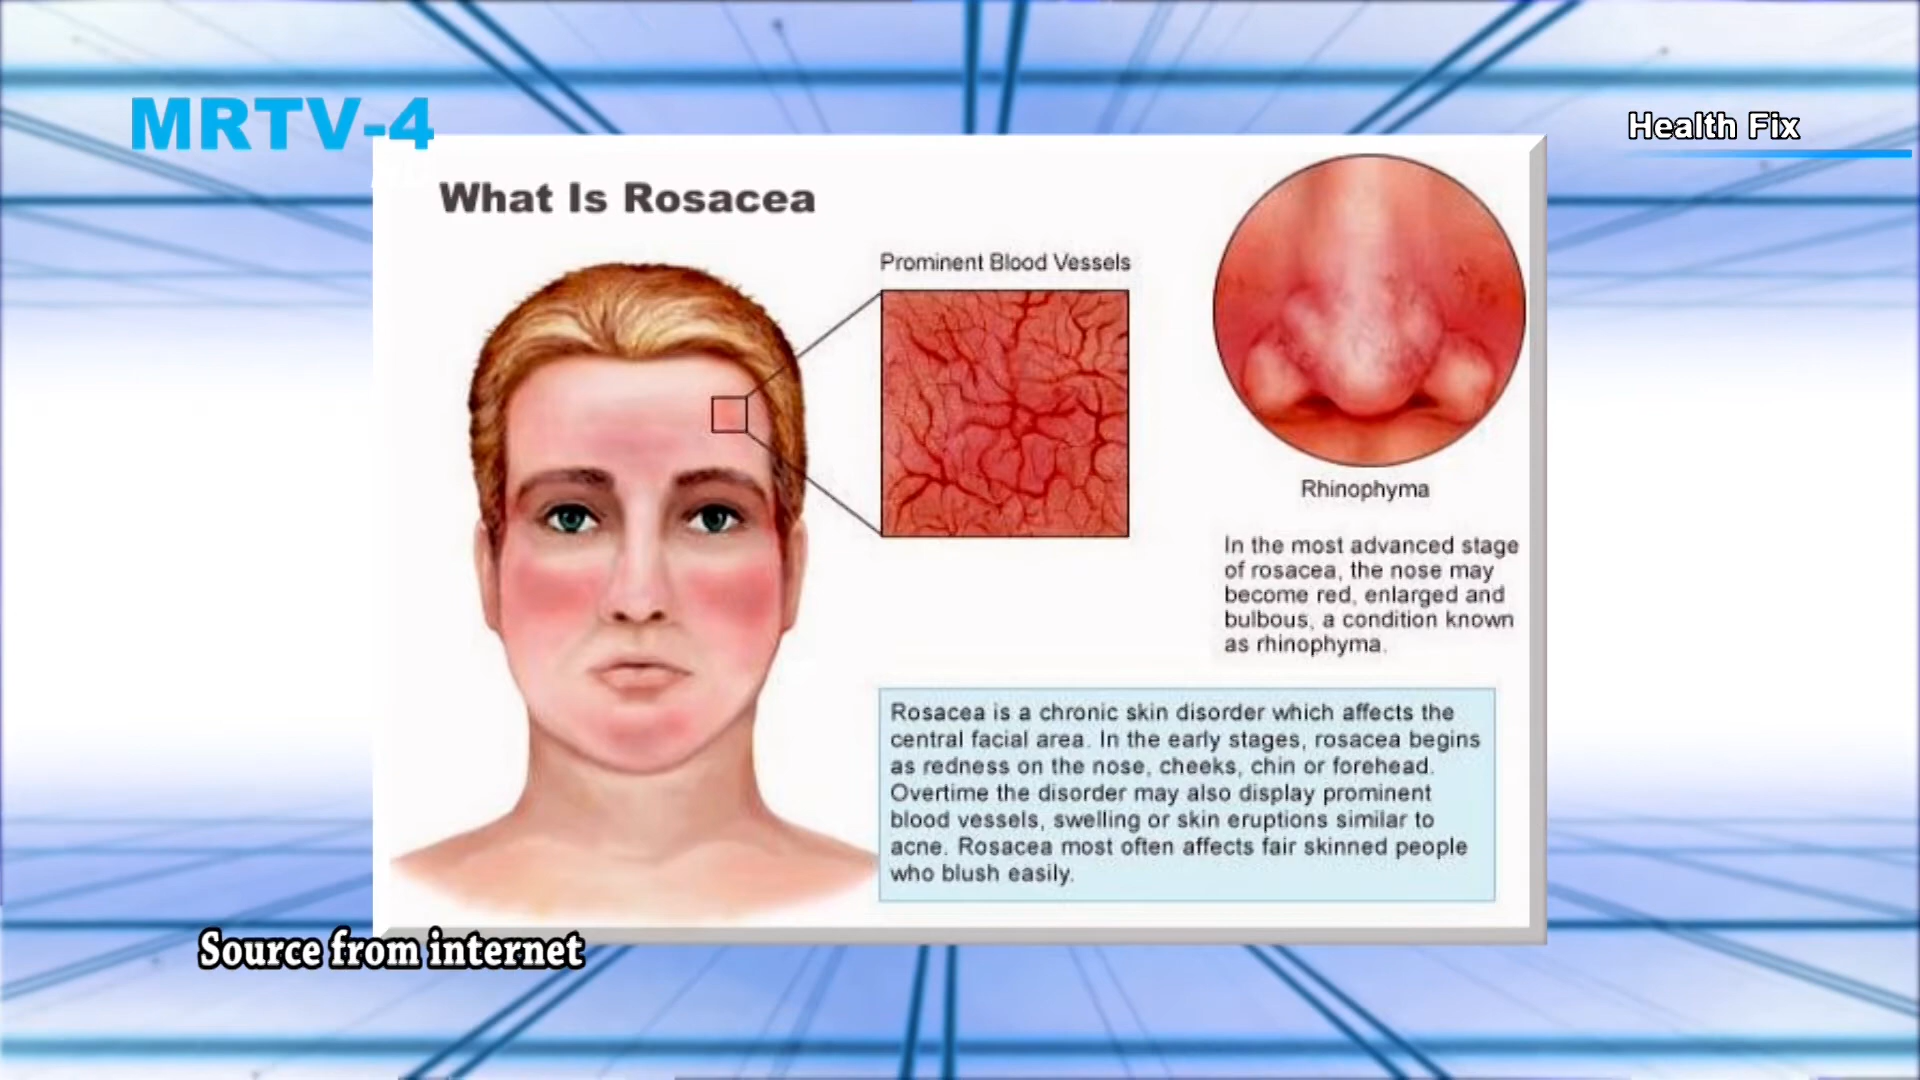 MRTV-4
Health Fix
What Is Rosacea
Prominent Blood Vessels
Rhinophyma
In the most advanced stage
of rosacea, the nose may
become red, enlarged and
bulbous, a condition known
as rhinophyma.
Rosacea is a chronic skin disorder which affects the
central facial area. In the early stages, rosacea begins
as redness on the nose, cheeks, chin or forehead.
Overtime the disorder may also display prominent
blood vessels, swelling or skin eruptions similar to
acne. Rosacea most often affects fair skinned people
who blush easily.
Source from internet